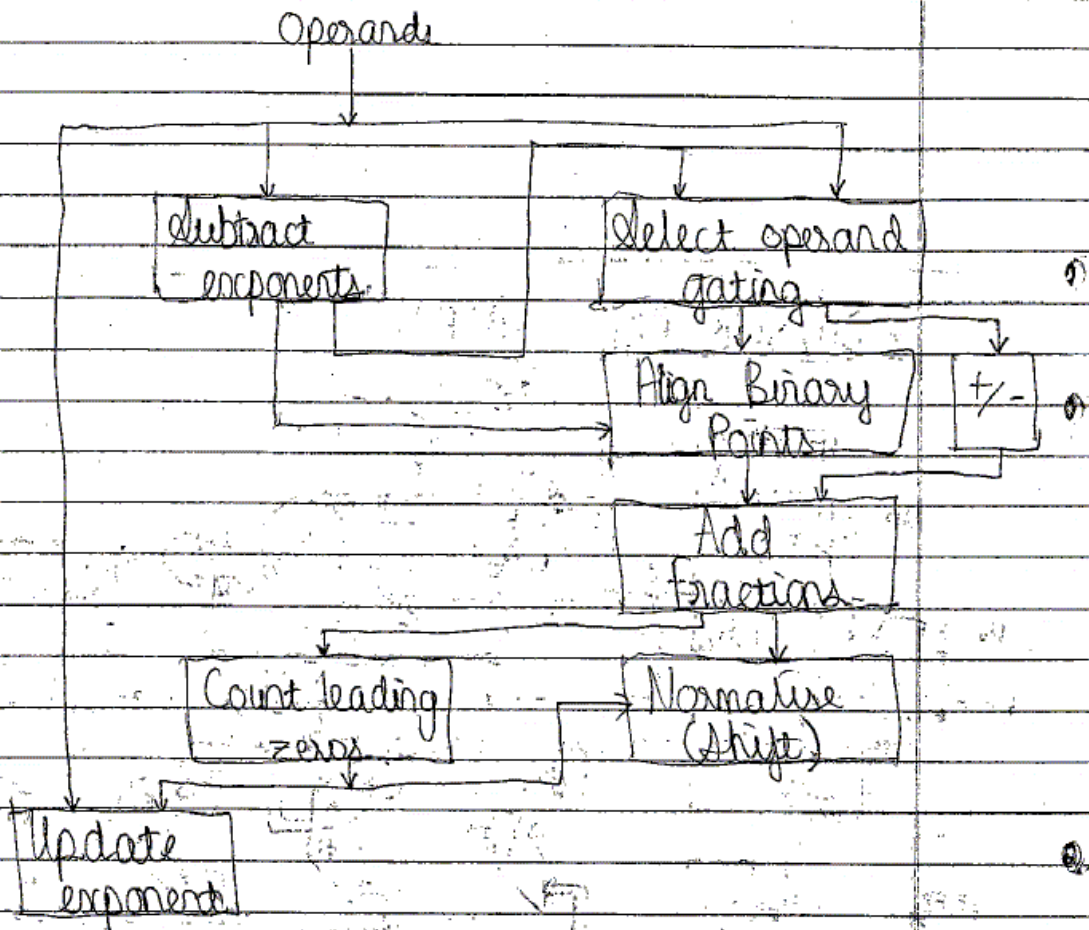 Operands
Subtract
exponents
Select operand
gating
Align Binary
Points
+/-
Add
Fractions
Count leading
zeros
Normalise
(Shift)
Update
exponent